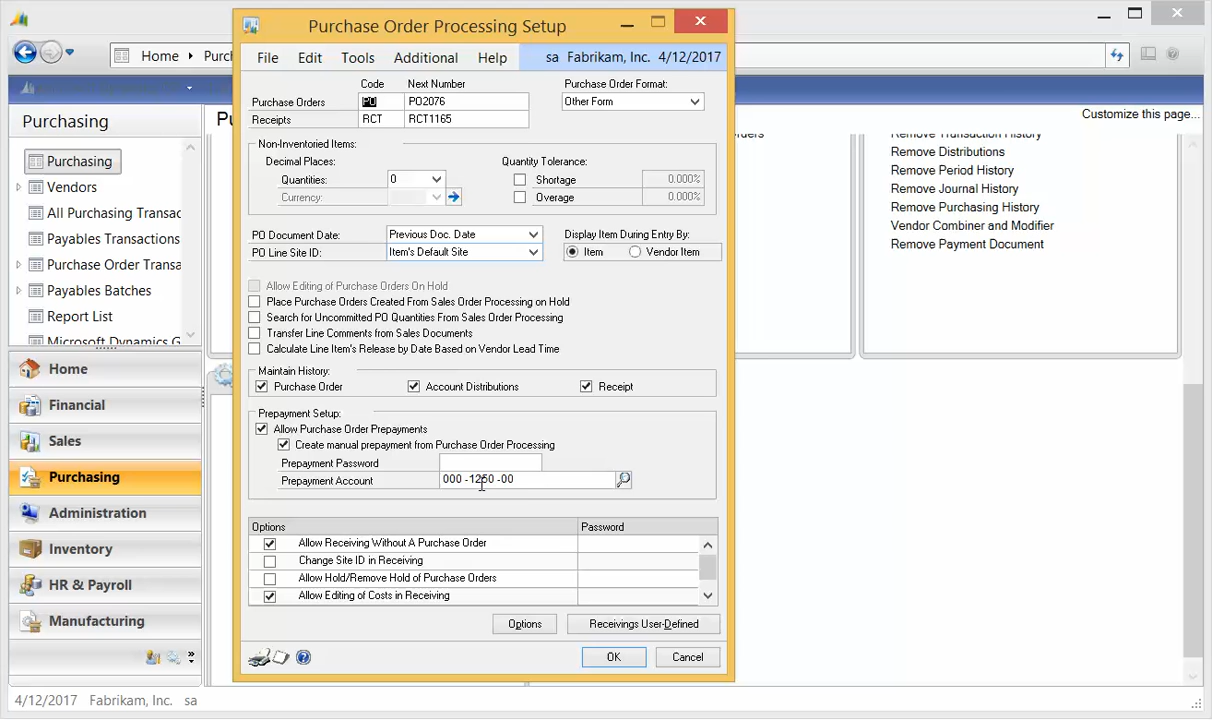 Purchase Order Processing Setup
Home
Purc
File Edit Tools Additional Help sa Fabrikam, Inc. 4/12/2017
Purchasing
Pu
Customize this page...
Code Next Number Purchase Order Format:
Purchase Orders PO PO2076 Other Form
Receipts RCT RCT1165
Non-Inventoried Items:
Decimal Places: Quantity Tolerance:
Quantities: 0 Shortage 0.000%
Currency: Overage 0.000%
PO Document Date: Previous Doc. Date Display Item During Entry By:
PO Line Site ID: Item's Default Site Item Vendor Item
Allow Editing of Purchase Orders On Hold
Place Purchase Orders Created From Sales Order Processing on Hold
Search for Uncommitted PO Quantities From Sales Order Processing
Transfer Line Comments from Sales Documents
Calculate Line Item's Release by Date Based on Vendor Lead Time
Maintain History:
Purchase Order Account Distributions Receipt
Prepayment Setup:
Allow Purchase Order Prepayments
Create manual prepayment from Purchase Order Processing
Prepayment Password
Prepayment Account 000 -1250 -00
Options Password
Allow Receiving Without A Purchase Order
Change Site ID in Receiving
Allow Hold/Remove Hold of Purchase Orders
Allow Editing of Costs in Receiving
Options Receivings User-Defined
OK Cancel
Purchasing
Vendors
All Purchasing Transac
Payables Transactions
Purchase Order Transa
Payables Batches
Report List
Microsoft Dynamics G
Home
Financial
Sales
Purchasing
Administration
Inventory
HR & Payroll
Manufacturing
Remove Transaction History
Remove Distributions
Remove Period History
Remove Journal History
Remove Purchasing History
Vendor Combiner and Modifier
Remove Payment Document
4/12/2017 Fabrikam, Inc. sa